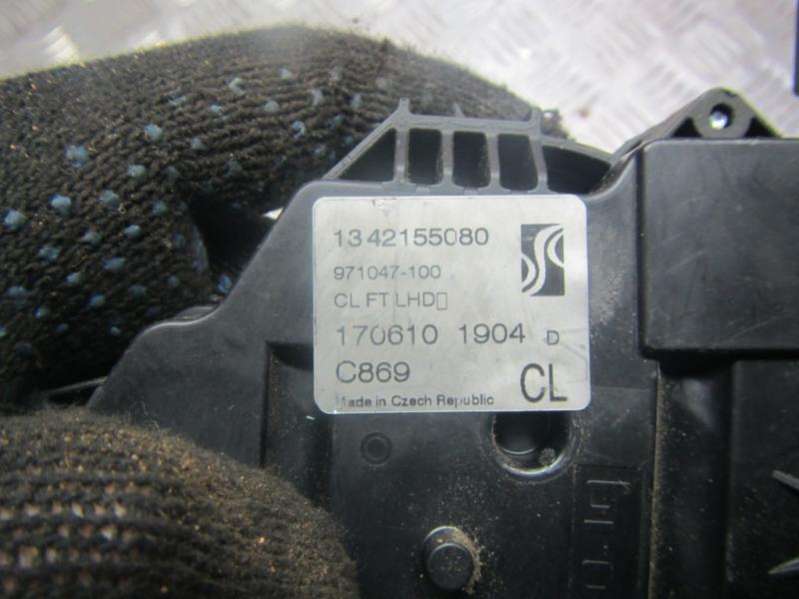 1342155080
971047-100
CL FT LHD▯
170610 1904 D
C869 CL
Made in Czech Republic